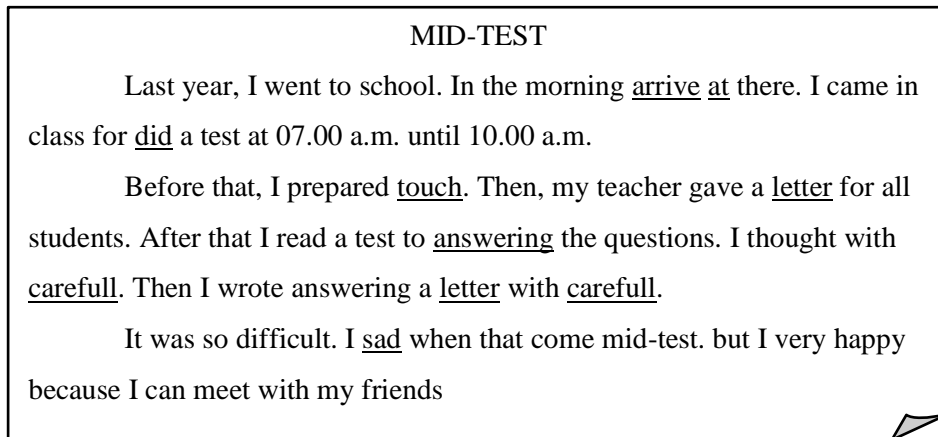 MID-TEST
Last year, I went to school. In the morning arrive at there. I came in
class for did a test at 07.00 a.m. until 10.00 a.m.
Before that, I prepared touch. Then, my teacher gave a letter for all
students. After that I read a test to answering the questions. I thought with
carefull. Then I wrote answering a letter with carefull.
It was so difficult. I sad when that come mid-test. but I very happy
because I can meet with my friends